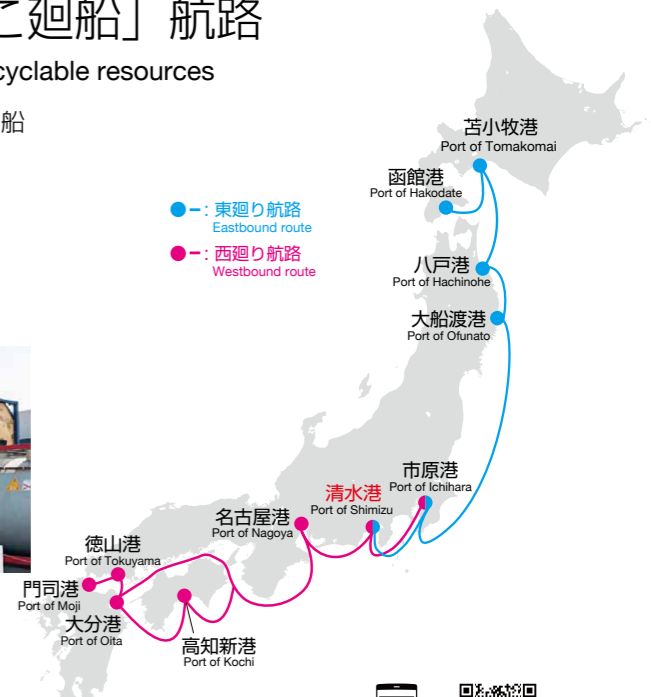 こ廻船」航路
cyclable resources
船
●-: 東廻り航路
Eastbound route
●-: 西廻り航路
Westbound route
苫小牧港
Port of Tomakomai
函館港
Port of Hakodate
八戸港
Port of Hachinohe
大船渡港
Port of Ofunato
市原港
Port of Ichihara
清水港
Port of Shimizu
名古屋港
Port of Nagoya
徳山港
Port of Tokuyama
門司港
Port of Moji
大分港
Port of Oita
高知新港
Port of Kochi